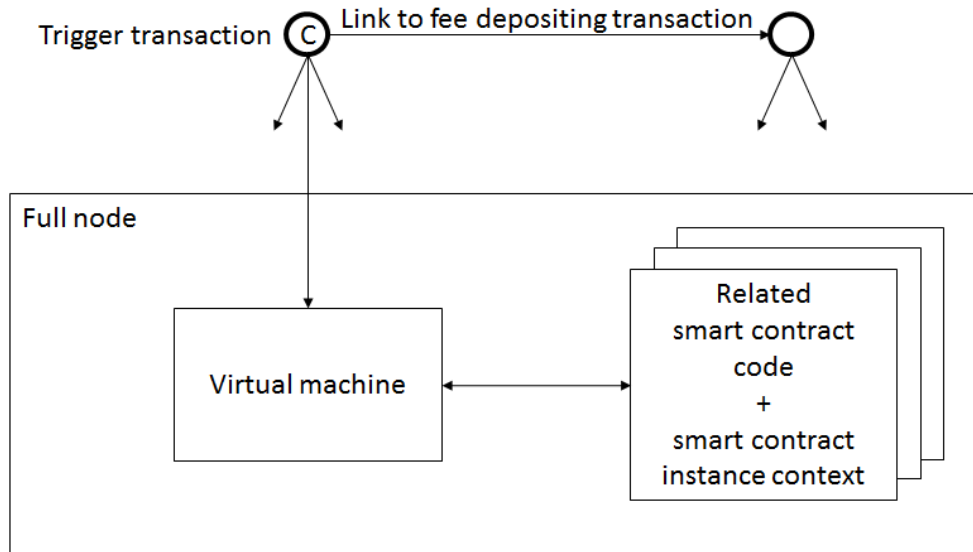 Trigger transaction
C
Link to fee depositing transaction
Full node
Virtual machine
Related
smart contract
code
+
smart contract
instance context